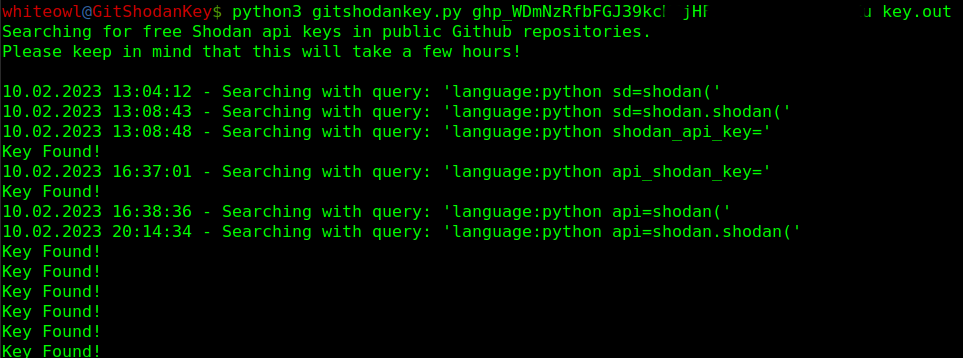 whiteowl@GitShodanKey$ python3 gitshodankey.py key.out
Searching for free Shodan api keys in public Github repositories.
Please keep in mind that this will take a few hours!
10.02.2023 13:04:12 - Searching with query: 'language:python sd=shodan('
10.02.2023 13:08:43 - Searching with query: 'language:python sd=shodan.shodan('
10.02.2023 13:08:48 - Searching with query: 'language:python shodan_api_key='
Key Found!
10.02.2023 16:37:01 - Searching with query: 'language:python api_shodan_key='
Key Found!
10.02.2023 16:38:36 - Searching with query: 'language:python api=shodan('
10.02.2023 20:14:34 - Searching with query: 'language:python api=shodan.shodan('
Key Found!
Key Found!
Key Found!
Key Found!
Key Found!
Key Found!